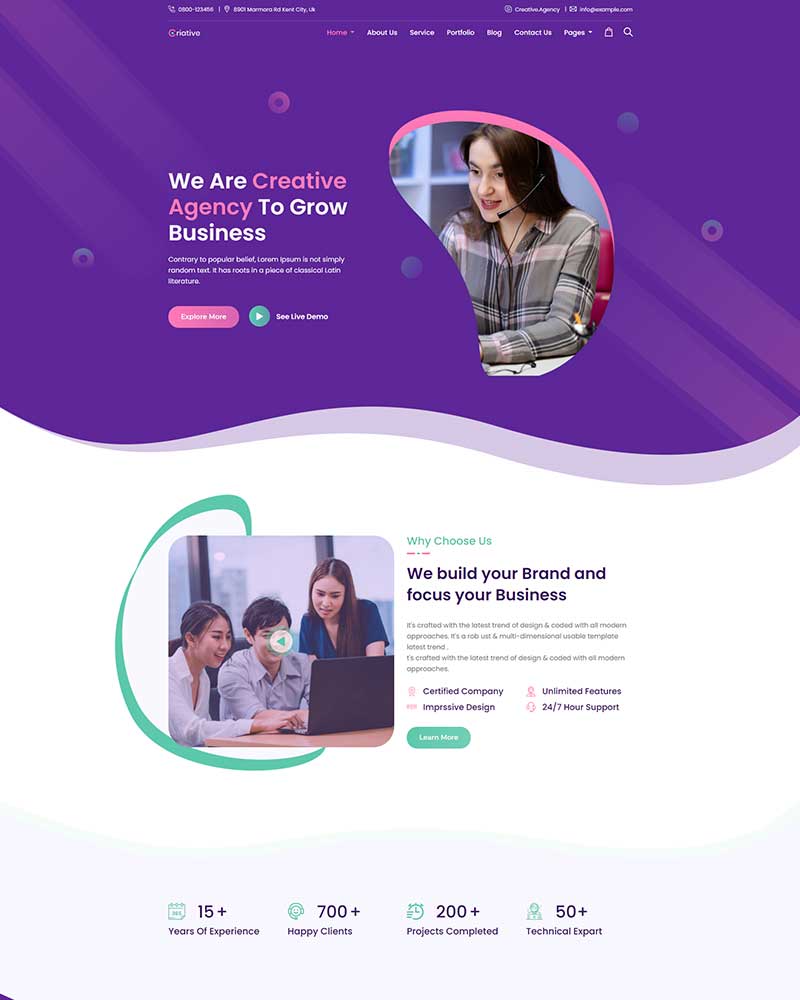 0800-123456 | 8901 Marmora Rd Kent City, Uk
Creative.Agency | info@example.com
Criative
Home About Us Service Portfolio Blog Contact Us Pages
We Are Creative
Agency To Grow
Business
Contrary to popular belief, Lorem Ipsum is not simply
random text. It has roots in a piece of classical Latin
literature.
Explore More
See Live Demo
Why Choose Us
We build your Brand and
focus your Business
It's crafted with the latest trend of design & coded with all modern
approaches. It's a rob ust & multi-dimensional usable template
latest trend .
t's crafted with the latest trend of design & coded with all modern
approaches.
Certified Company
Unlimited Features
Imprssive Design
24/7 Hour Support
Learn More
365
15+
Years Of Experience
700+
Happy Clients
200+
Projects Completed
50+
Technical Expart